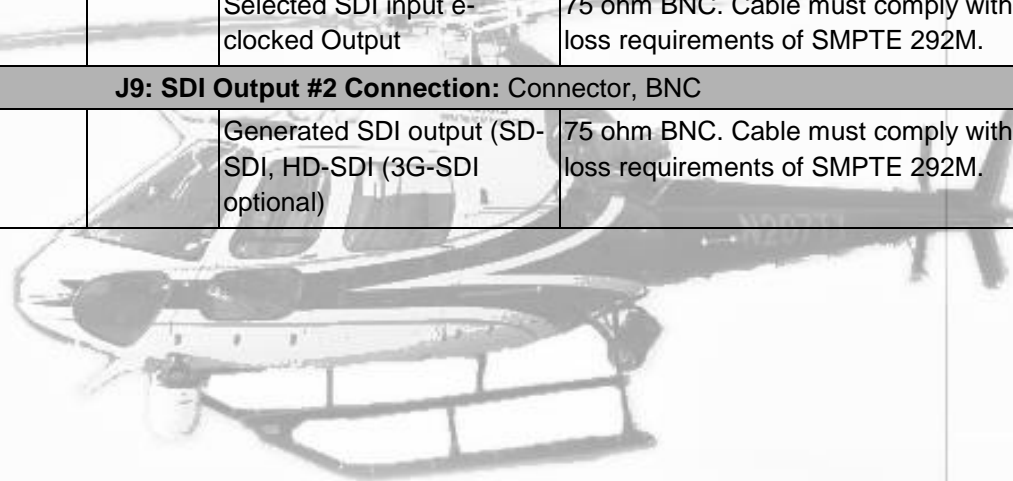 Selected SDI input e-
clocked Output
75 ohm BNC. Cable must comply with
loss requirements of SMPTE 292M.
J9: SDI Output #2 Connection: Connector, BNC
Generated SDI output (SD-
SDI, HD-SDI (3G-SDI
optional)
75 ohm BNC. Cable must comply with
loss requirements of SMPTE 292M.